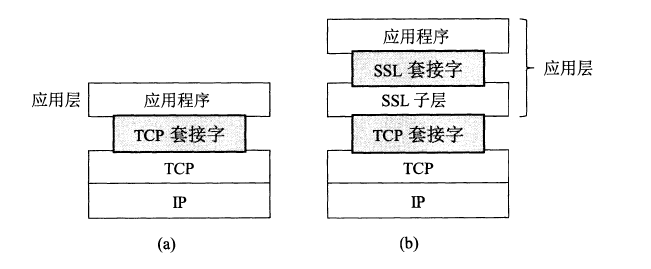 应用层
应用程序
TCP 套接字
TCP
IP
(a)
应用程序
SSL 套接字
SSL 子层
TCP 套接字
TCP
IP
应用层
(b)